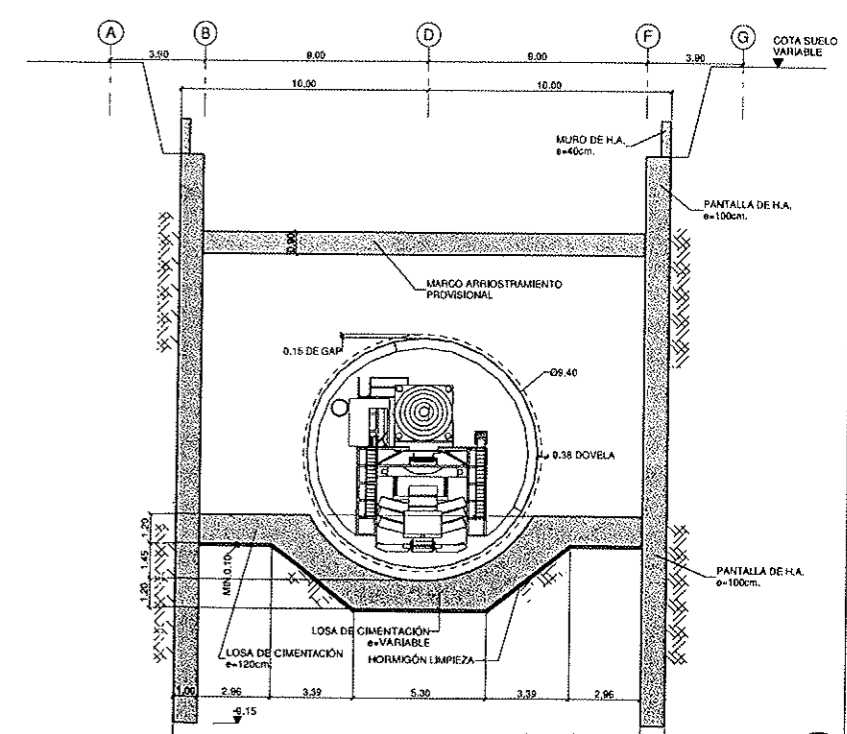 A B D F G
3.90 9.00 9.00 3.90
COTA SUELO
VARIABLE
10.00 10.00
MURO DE H.A.
e=40cm.
PANTALLA DE H.A.
e=100cm.
0.90
MARCO ARRIOSTRAMIENTO
PROVISIONAL
0.15 DE GAP
Ø9.40
0.38 DOVELA
1.20
1.45
1.20
MIN 0.10
PANTALLA DE H.A.
e=100cm.
LOSA DE CIMENTACIÓN
e=VARIABLE
LOSA DE CIMENTACIÓN
e=120cm.
HORMIGÓN LIMPIEZA
1.00 2.96 3.39 5.30 3.39 2.96
-9.15